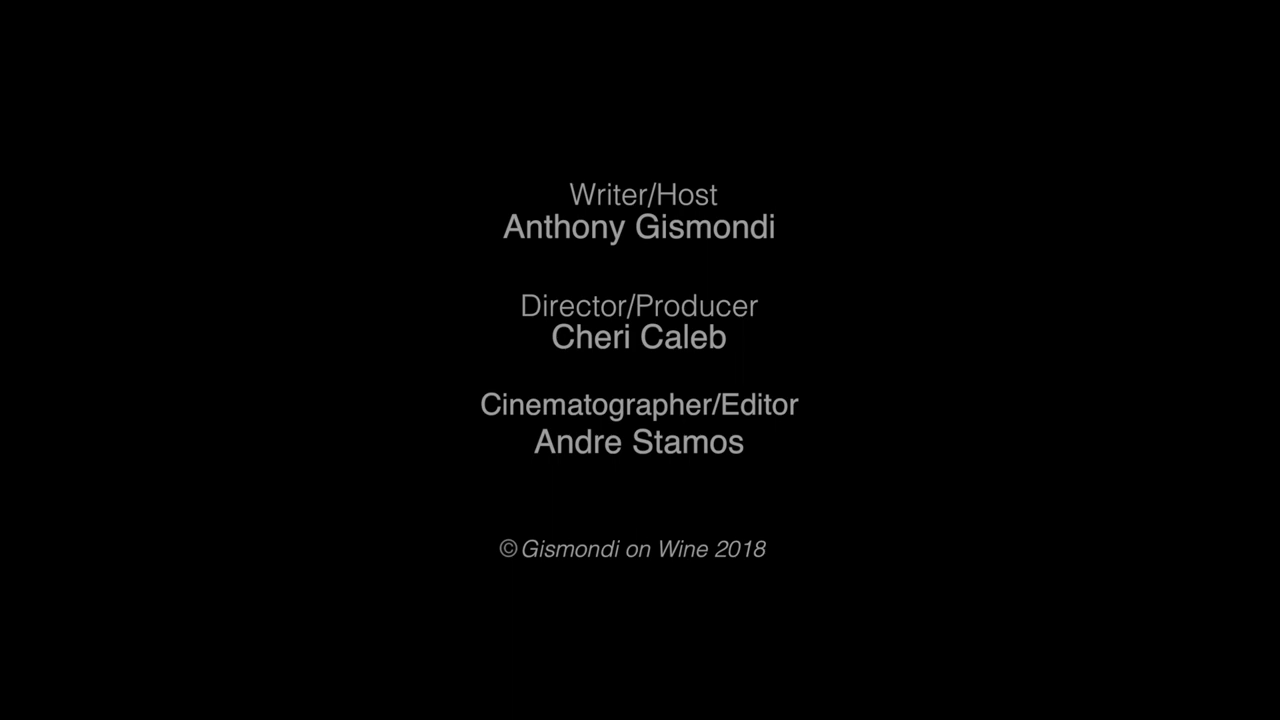 Writer/Host
Anthony Gismondi
Director/Producer
Cheri Caleb
Cinematographer/Editor
Andre Stamos
© Gismondi on Wine 2018